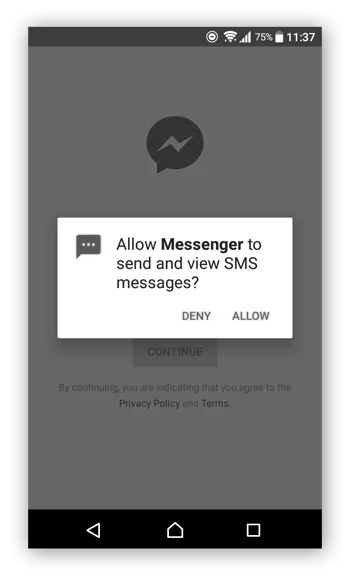 75% 11:37
Allow Messenger to
send and view SMS
messages?
DENY ALLOW
CONTINUE
By continuing, you are indicating that you agree to the
Privacy Policy and Terms.